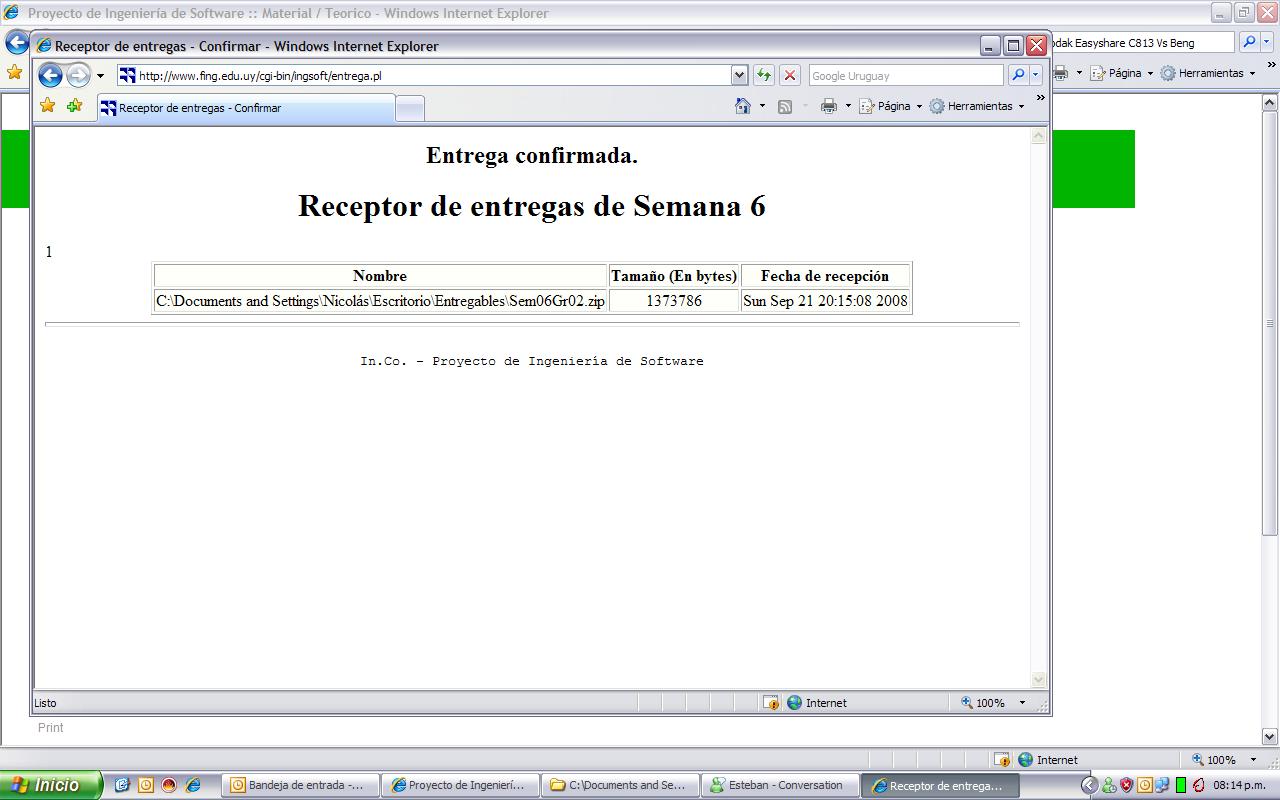 Proyecto de Ingeniería de Software :: Material / Teorico - Windows Internet Explorer
Receptor de entregas - Confirmar - Windows Internet Explorer
odak Easyshare C813 Vs Beng
http://www.fing.edu.uy/cgi-bin/ingsoft/entrega.pl
Google Uruguay
Página
Herramientas
Receptor de entregas - Confirmar
Página
Herramientas
Entrega confirmada.
Receptor de entregas de Semana 6
1
Nombre Tamaño (En bytes) Fecha de recepción
C:\Documents and Settings\Nicolás\Escritorio\Entregables\Sem06Gr02.zip 1373786 Sun Sep 21 20:15:08 2008
In.Co. - Proyecto de Ingeniería de Software
Listo
Internet
100%
Print
Internet
100%
Inicio
Bandeja de entrada -...
Proyecto de Ingenierí...
C:\Documents and Se...
Esteban - Conversation
Receptor de entrega...
08:14 p.m.